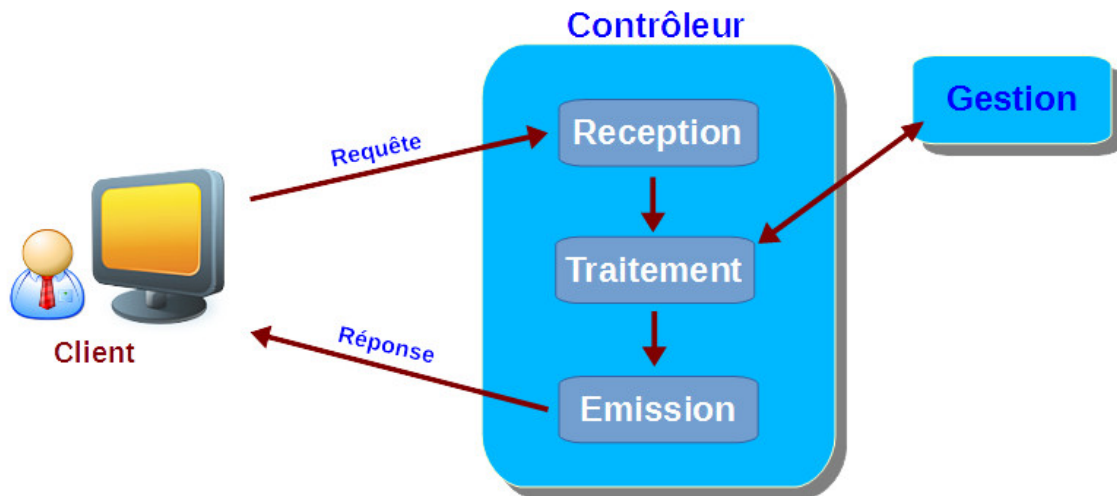 Contrôleur
Gestion
Reception
Requête
Traitement
Réponse
Client
Emission